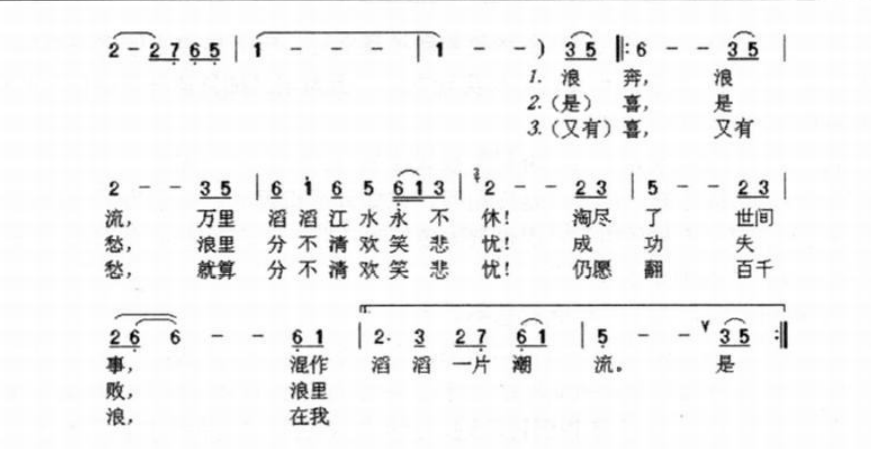 2 - 2 7 6 5 | 1 - | 1 - - ) 3 5 ‖: 6 - - 3 5 |
1. 浪 奔, 浪
2.(是) 喜, 是
3.(又有) 喜, 又有
2 - - 3 5 | 6 1 6 5 6 1 3 | 2 - - 2 3 | 5 - - 2 3 |
流, 万里 滔滔江水永不 休! 淘尽 了 世间
愁, 浪里 分不清欢笑悲 忧! 成 功 失
愁, 就算 分不清欢笑悲 忧! 仍愿 翻 百千
2 6 6 - - 6 1 | 2· 3 2 7 6 1 | 5 - - 3 5 :‖
事, 混作 滔滔一片潮 流。 是
败, 浪里
浪, 在我